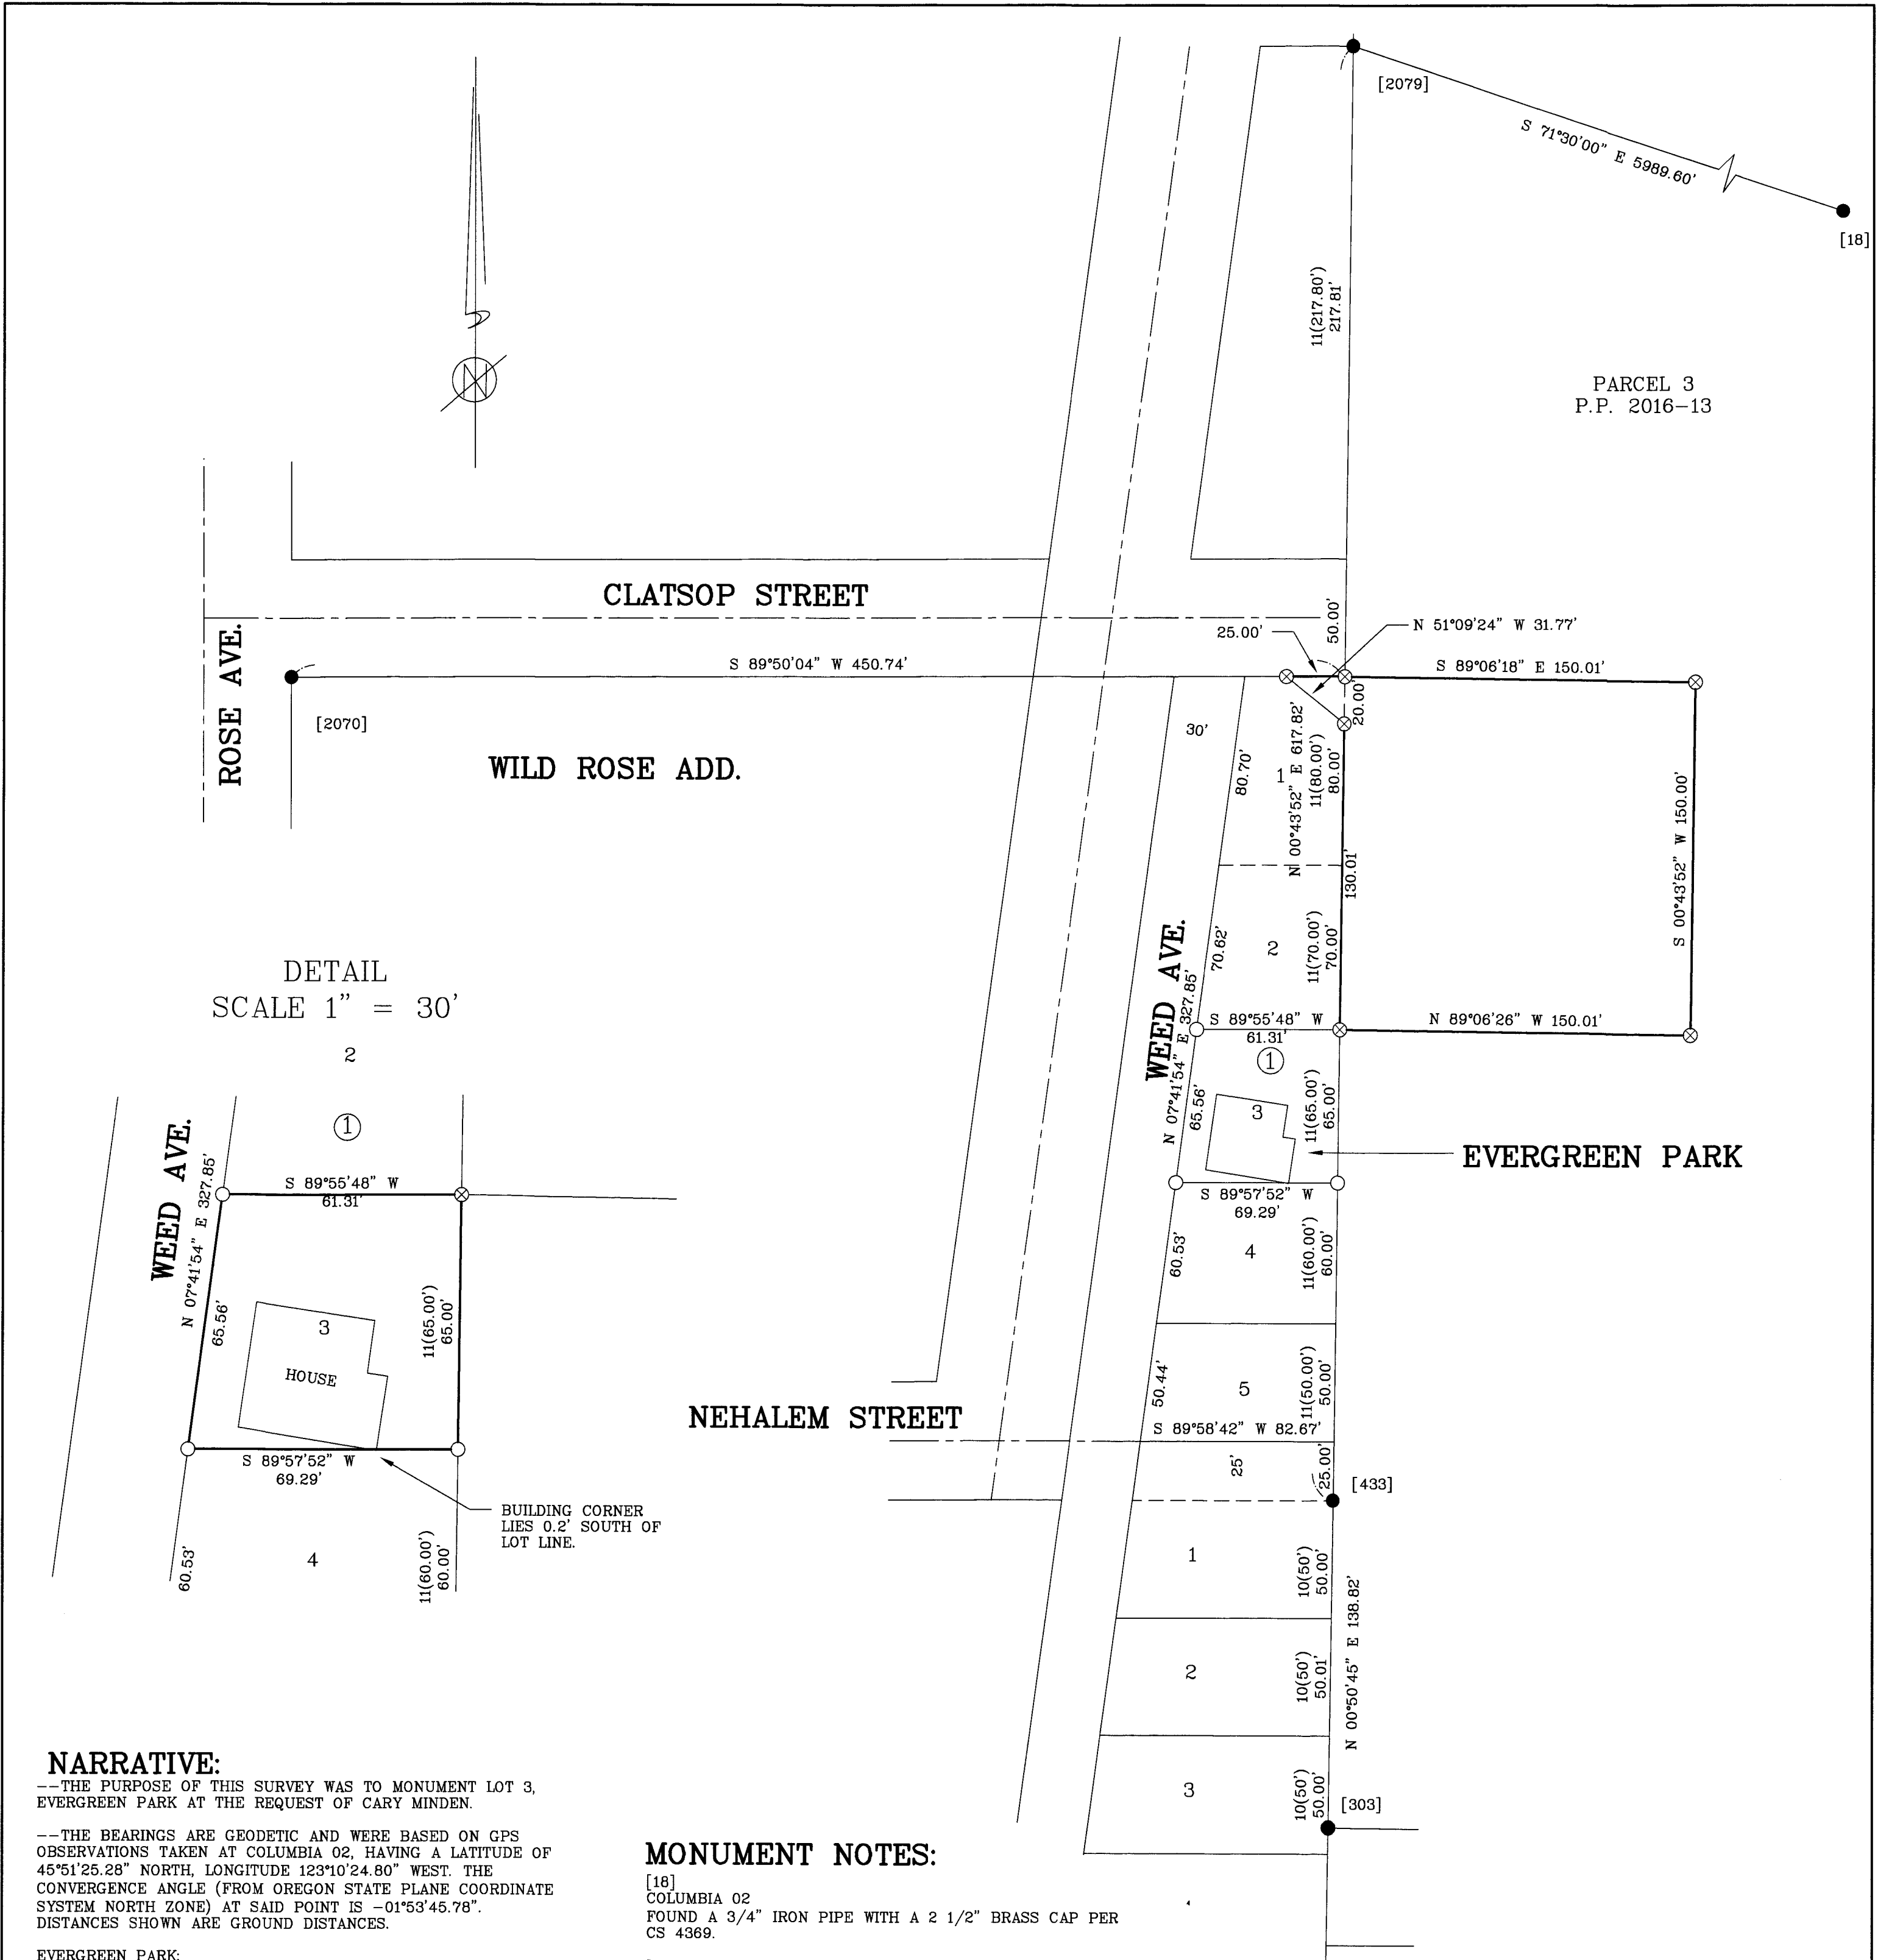 [2079]
S 71°30'00" E 5989.60'
[18]
11(217.80')
217.81'
PARCEL 3
P.P. 2016-13
N
CLATSOP STREET
ROSE AVE.
50.00'
25.00'
N 51°09'24" W 31.77'
S 89°50'04" W 450.74'
S 89°06'18" E 150.01'
[2070]
WILD ROSE ADD.
30'
20.00'
80.70'
1
N 00°43'52" E 617.82'
11(80.00')
80.00'
130.01'
S 00°43'52" W 150.00'
WEED AVE.
N 07°41'54" E 327.85'
70.62'
2
11(70.00')
70.00'
S 89°55'48" W
61.31'
N 89°06'26" W 150.01'
1
65.56'
3
11(65.00')
65.00'
EVERGREEN PARK
S 89°57'52" W
69.29'
60.53'
4
11(60.00')
60.00'
50.44'
5
11(50.00')
50.00'
NEHALEM STREET
S 89°58'42" W 82.67'
25'
25.00'
[433]
1
10(50')
50.00'
N 00°50'45" E 138.82'
2
10(50')
50.01'
3
10(50')
50.00'
[303]
DETAIL
SCALE 1" = 30'
2
1
WEED AVE.
N 07°41'54" E 327.85'
S 89°55'48" W
61.31'
65.56'
3
HOUSE
11(65.00')
65.00'
S 89°57'52" W
69.29'
BUILDING CORNER
LIES 0.2' SOUTH OF
LOT LINE.
60.53'
4
11(60.00')
60.00'
NARRATIVE:
--THE PURPOSE OF THIS SURVEY WAS TO MONUMENT LOT 3,
EVERGREEN PARK AT THE REQUEST OF CARY MINDEN.
--THE BEARINGS ARE GEODETIC AND WERE BASED ON GPS
OBSERVATIONS TAKEN AT COLUMBIA 02, HAVING A LATITUDE OF
45°51'25.28" NORTH, LONGITUDE 123°10'24.80" WEST. THE
CONVERGENCE ANGLE (FROM OREGON STATE PLANE COORDINATE
SYSTEM NORTH ZONE) AT SAID POINT IS -01°53'45.78".
DISTANCES SHOWN ARE GROUND DISTANCES.
EVERGREEN PARK:
MONUMENT NOTES:
[18]
COLUMBIA 02
FOUND A 3/4" IRON PIPE WITH A 2 1/2" BRASS CAP PER
CS 4369.